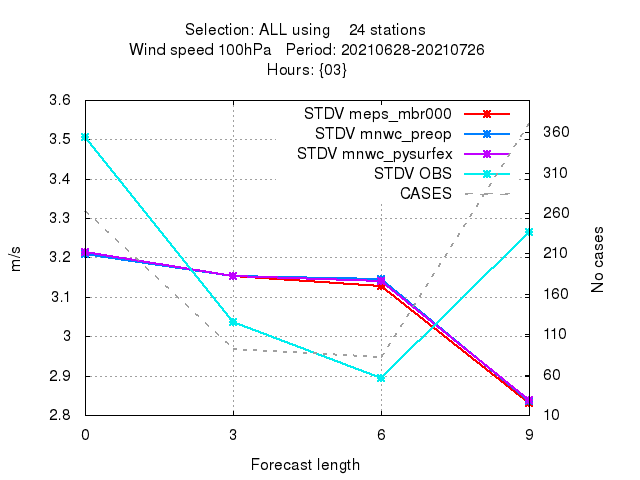 Selection: ALL using    24 stations
Wind speed 100hPa   Period: 20210628-20210726
Hours: {03}
3.6
3.5
3.4
3.3
3.2
3.1
3
2.9
2.8
m/s
STDV meps_mbr000
STDV mnwc_preop
STDV mnwc_pysurfex
STDV OBS
CASES
360
310
260
210
160
110
60
10
No cases
0 3 6 9
Forecast length